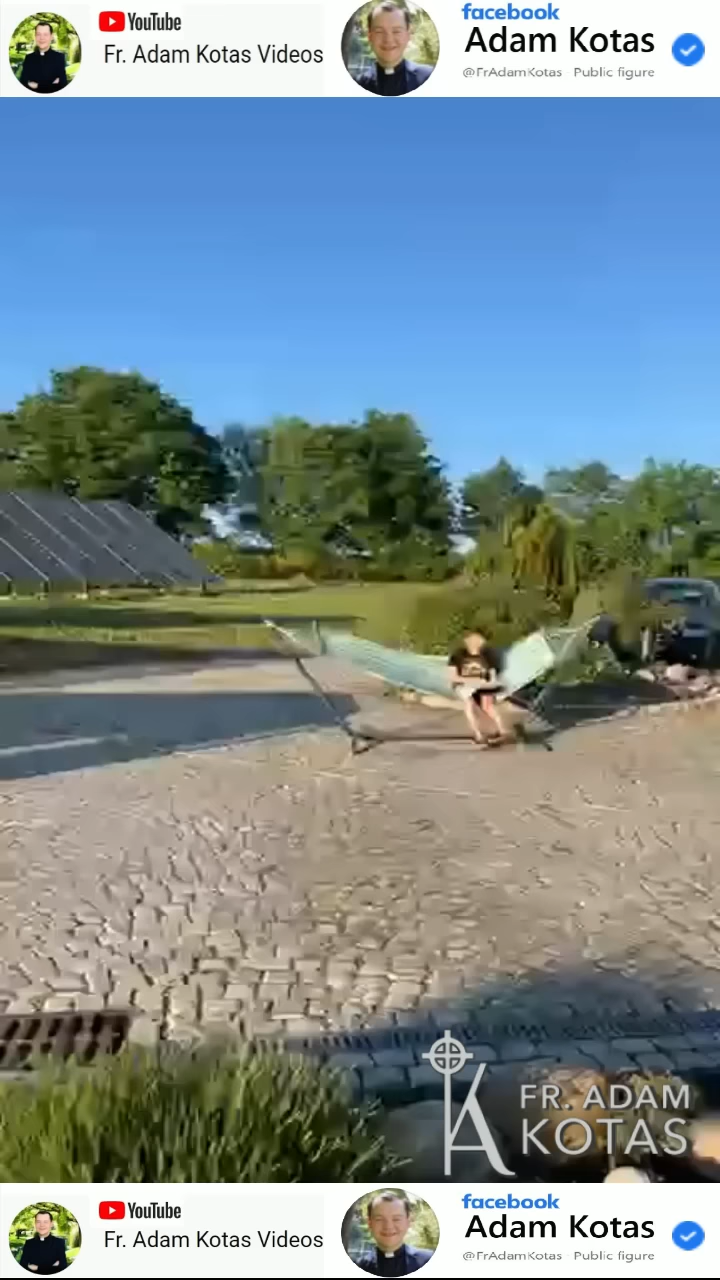 YouTube
Fr. Adam Kotas Videos
facebook
Adam Kotas
@FrAdamKotas · Public figure
FR. ADAM
KOTAS
YouTube
Fr. Adam Kotas Videos
facebook
Adam Kotas
@FrAdamKotas · Public figure